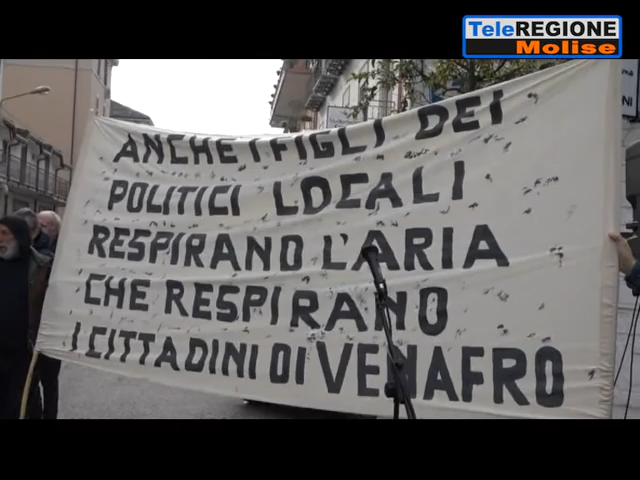 TeleREGIONE
Molise
ANCHE I FIGLI DEI
POLITICI LOCALI
RESPIRANO L'ARIA
CHE RESPIRANO
I CITTADINI DI VENAFRO